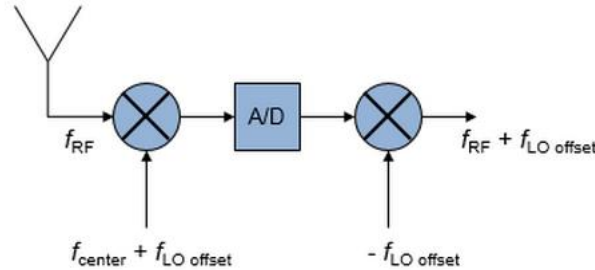 A/D
f_RF
f_RF + f_LO offset
f_center + f_LO offset
- f_LO offset